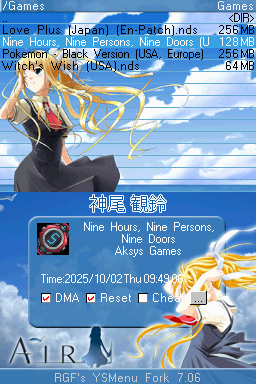 /Games Games
.. <DIR>
Love Plus (Japan) (En-Patch).nds 256MB
Nine Hours, Nine Persons, Nine Doors (U 128MB
Pokemon - Black Version (USA, Europe) 256MB
Witch's Wish (USA).nds 64MB
神尾 観鈴
Nine Hours, Nine Persons,
Nine Doors
Aksys Games
Time:2025/10/02Thu 09:49:06
DMA Reset Cheat ...
AIR
RGF's YSMenu Fork 7.06